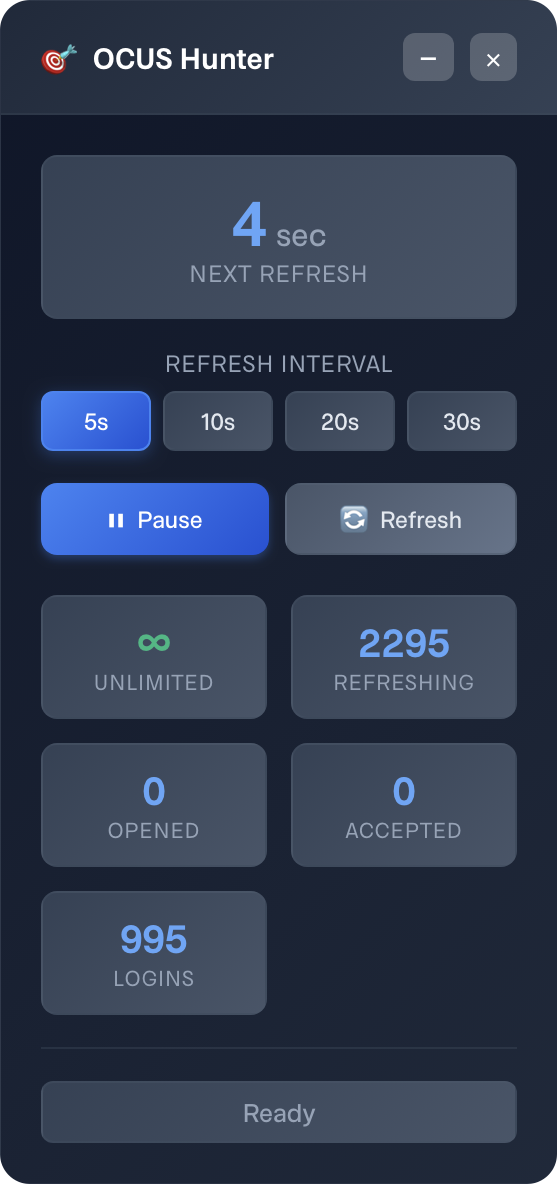 OCUS Hunter
4 sec
NEXT REFRESH
REFRESH INTERVAL
5s 10s 20s 30s
Pause Refresh
∞ 2295
UNLIMITED REFRESHING
0 0
OPENED ACCEPTED
995
LOGINS
Ready